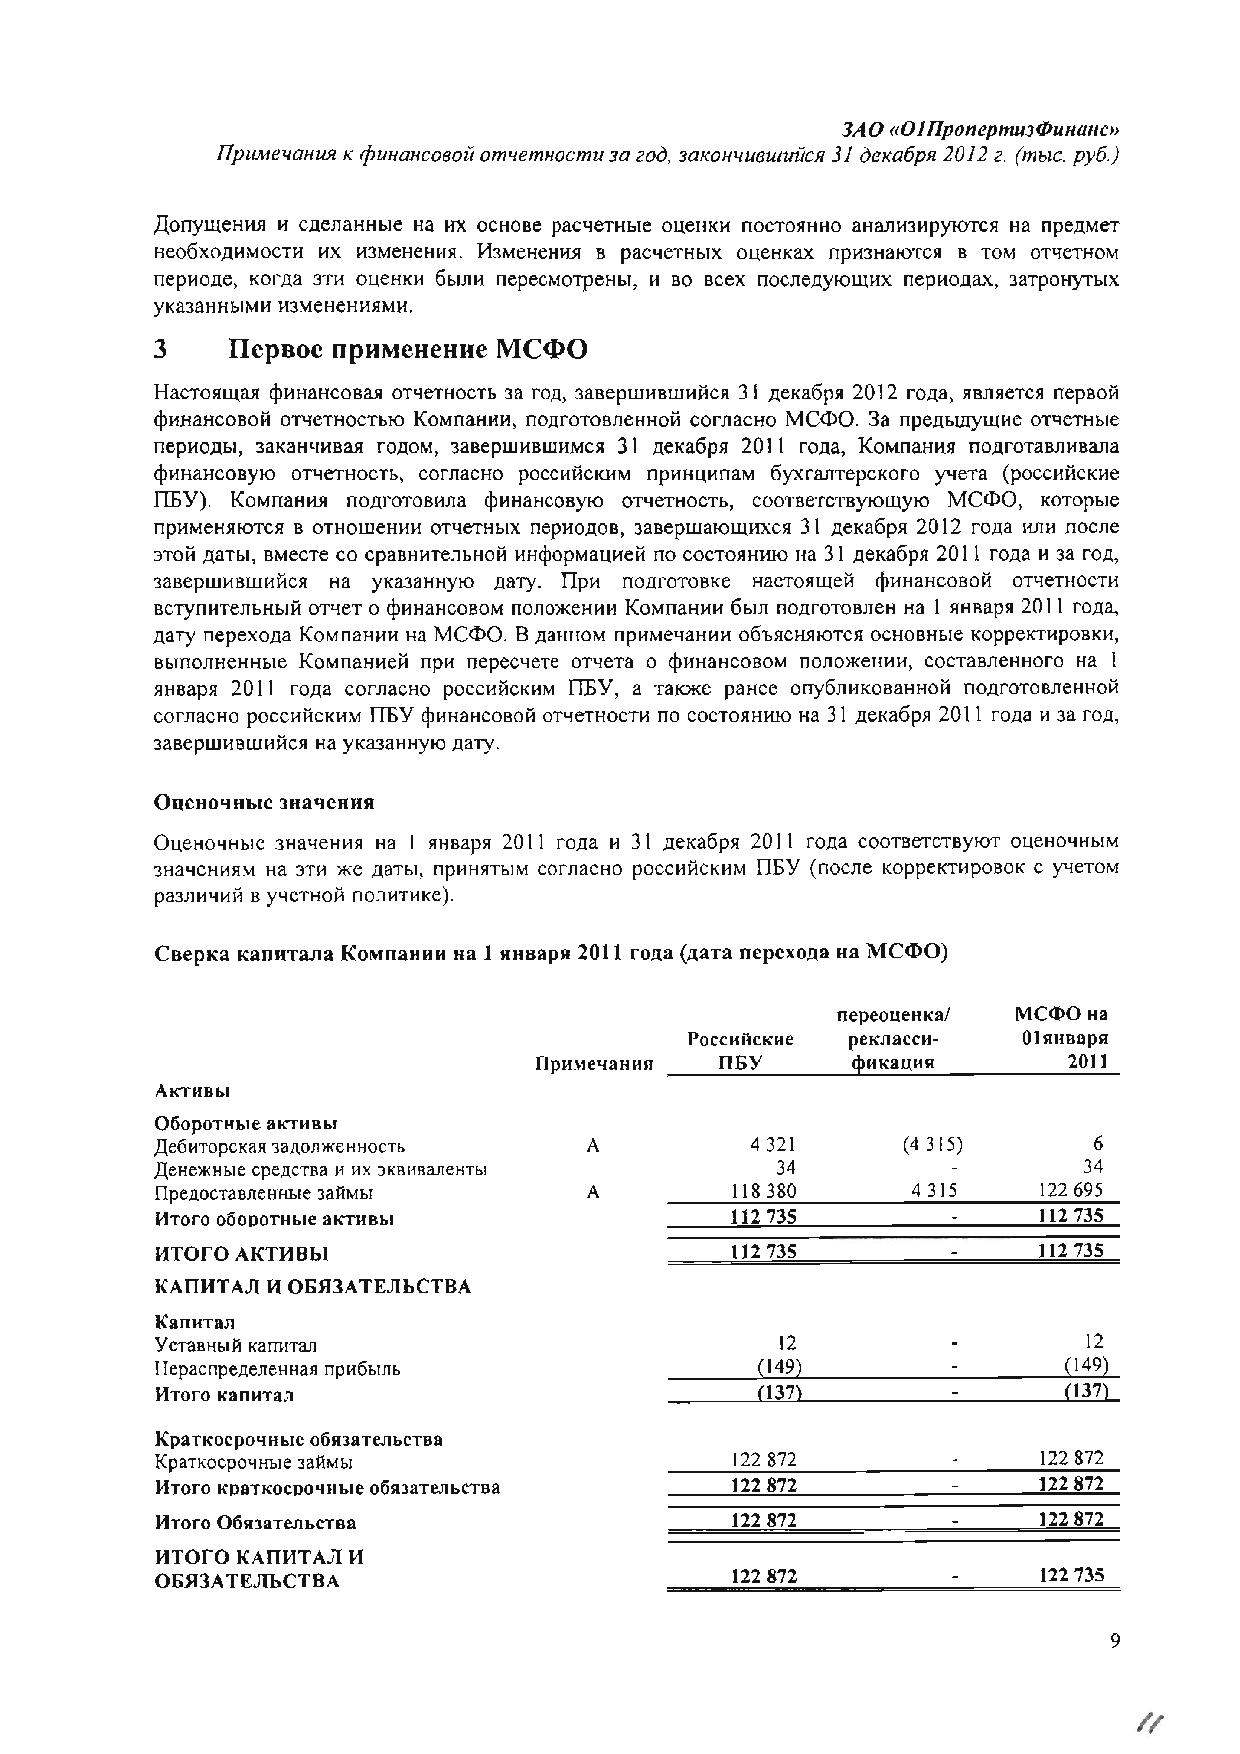 ЗАО «О1ПропертизФинанс»
Примечания к финансовой отчетности за год, закончившийся 31 декабря 2012 г. (тыс. руб.)
Допущения и сделанные на их основе расчетные оценки постоянно анализируются на предмет
необходимости их изменения. Изменения в расчетных оценках признаются в том отчетном
периоде, когда эти оценки были пересмотрены, и во всех последующих периодах, затронутых
указанными изменениями.
3 Первое применение МСФО
Настоящая финансовая отчетность за год, завершившийся 31 декабря 2012 года, является первой
финансовой отчетностью Компании, подготовленной согласно МСФО. За предыдущие отчетные
периоды, заканчивая годом, завершившимся 31 декабря 2011 года, Компания подготавливала
финансовую отчетность, согласно российским принципам бухгалтерского учета (российские
ПБУ). Компания подготовила финансовую отчетность, соответствующую МСФО, которые
применяются в отношении отчетных периодов, завершающихся 31 декабря 2012 года или после
этой даты, вместе со сравнительной информацией по состоянию на 31 декабря 2011 года и за год,
завершившийся на указанную дату. При подготовке настоящей финансовой отчетности
вступительный отчет о финансовом положении Компании был подготовлен на 1 января 2011 года,
дату перехода Компании на МСФО. В данном примечании объясняются основные корректировки,
выполненные Компанией при пересчете отчета о финансовом положении, составленного на 1
января 2011 года согласно российским ПБУ, а также ранее опубликованной подготовленной
согласно российским ПБУ финансовой отчетности по состоянию на 31 декабря 2011 года и за год,
завершившийся на указанную дату.
Оценочные значения
Оценочные значения на 1 января 2011 года и 31 декабря 2011 года соответствуют оценочным
значениям на эти же даты, принятым согласно российским ПБУ (после корректировок с учетом
различий в учетной политике).
Сверка капитала Компании на 1 января 2011 года (дата перехода на МСФО)
переоценка/ МСФО на
Российские рекласси- 01января
Примечания ПБУ фикация 2011
Активы
Оборотные активы
Дебиторская задолженность А 4 321 (4 315) 6
Денежные средства и их эквиваленты 34 - 34
Предоставленные займы А 118 380 4 315 122 695
Итого оборотные активы 112 735 - 112 735
ИТОГО АКТИВЫ 112 735 - 112 735
КАПИТАЛ И ОБЯЗАТЕЛЬСТВА
Капитал
Уставный капитал 12 - 12
Нераспределенная прибыль (149) - (149)
Итого капитал (137) - (137)
Краткосрочные обязательства
Краткосрочные займы 122 872 - 122 872
Итого краткосрочные обязательства 122 872 - 122 872
Итого Обязательства 122 872 - 122 872
ИТОГО КАПИТАЛ И
ОБЯЗАТЕЛЬСТВА 122 872 - 122 735
9
11